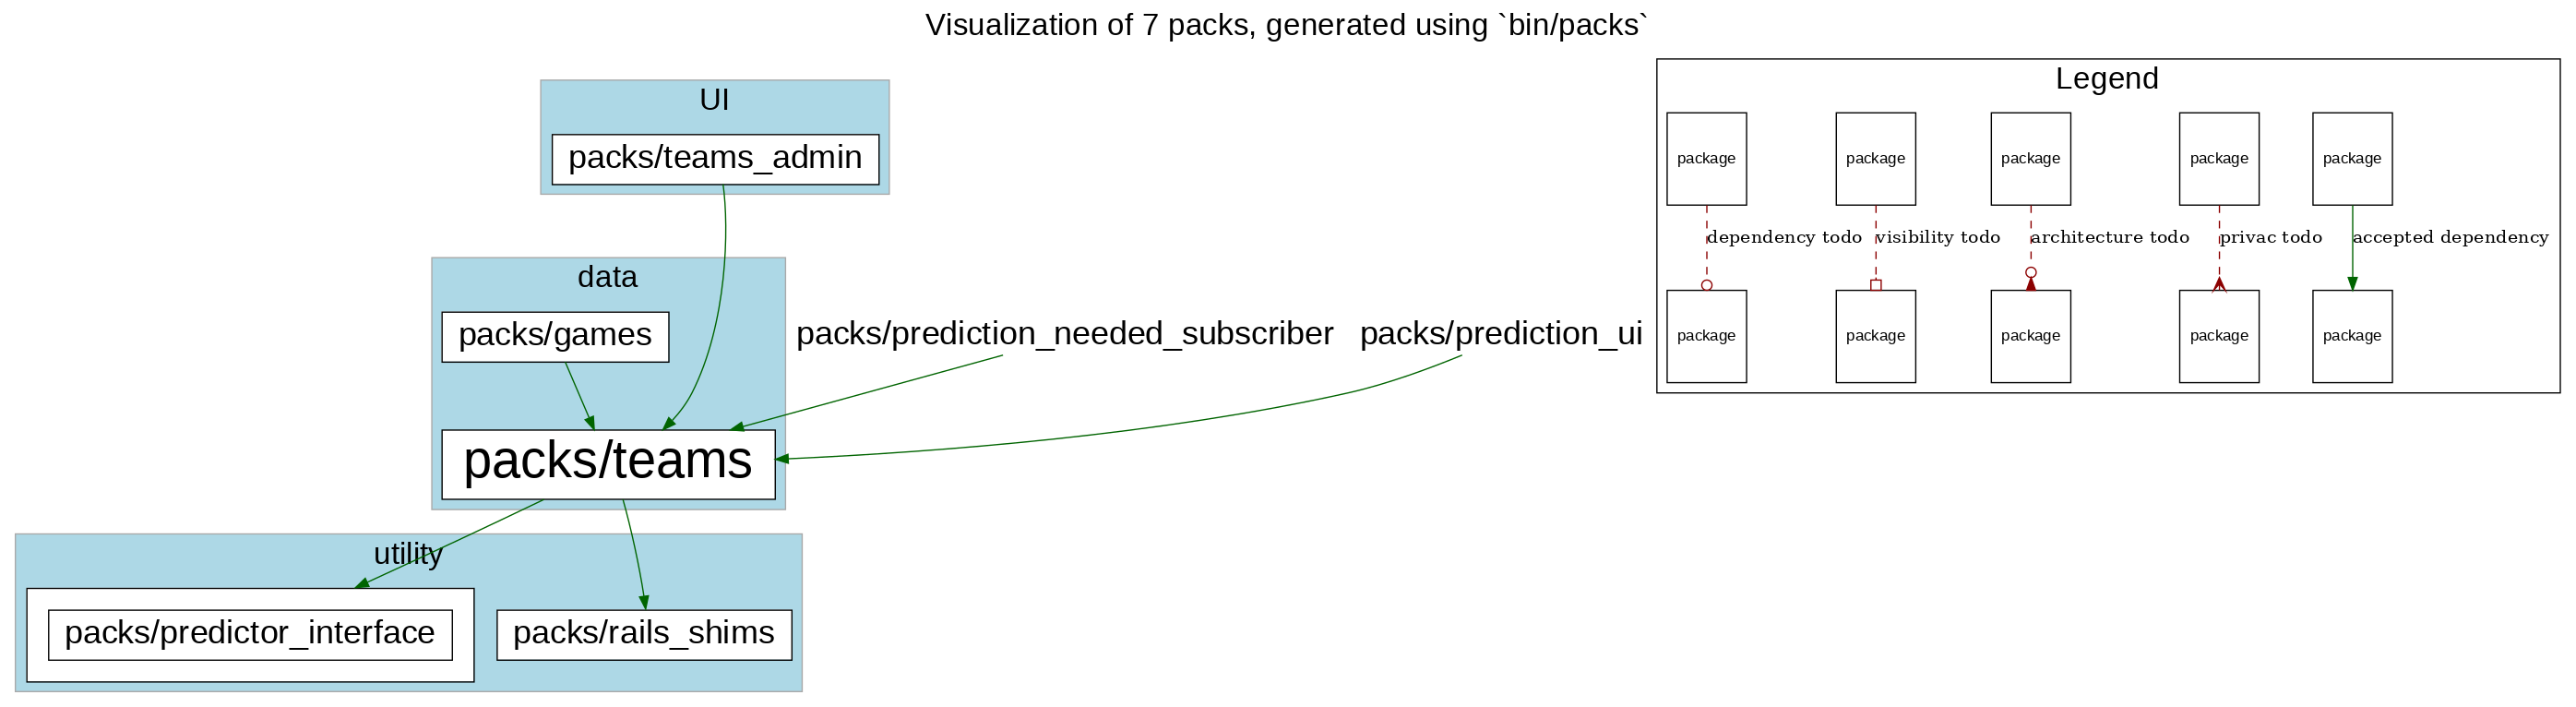 Visualization of 7 packs, generated using `bin/packs`
UI
packs/teams_admin
data
packs/games
packs/prediction_needed_subscriber
packs/prediction_ui
packs/teams
utility
packs/predictor_interface
packs/rails_shims
Legend
package
package
package
package
package
dependency todo
visibility todo
architecture todo
privac todo
accepted dependency
package
package
package
package
package